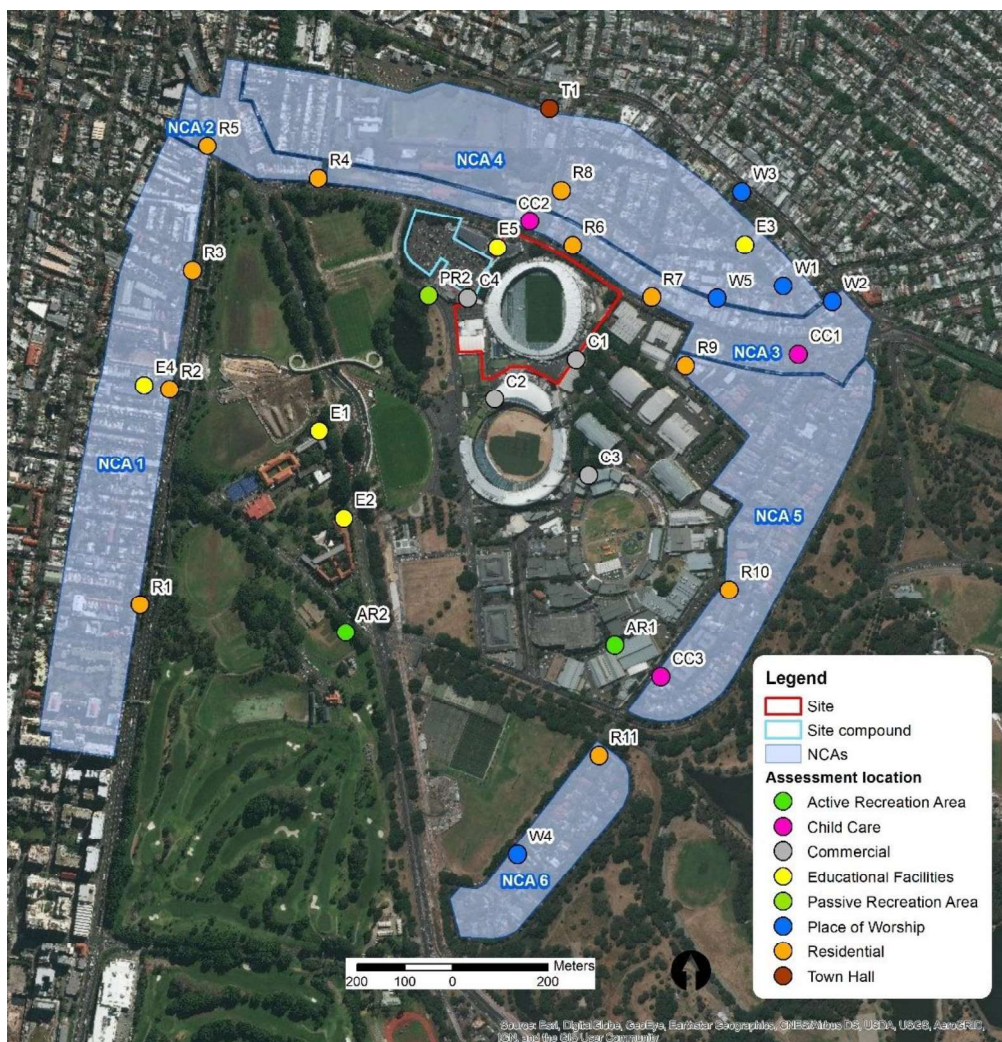 T1
NCA 2
R5
NCA 4
R4
R8
W3
CC2
E5
R6
E3
R3
PR2
C4
R7
W5
W1
W2
C1
NCA 3
CC1
R9
E4
R2
C2
E1
NCA 1
C3
E2
NCA 5
R1
R10
AR2
AR1
CC3
R11
W4
NCA 6
Legend
Site
Site compound
NCAs
Assessment location
Active Recreation Area
Child Care
Commercial
Educational Facilities
Passive Recreation Area
Place of Worship
Residential
Town Hall
Meters
200 100 0 200
Source: Esri, DigitalGlobe, GeoEye, Earthstar Geographics, CNES/Airbus DS, USDA, USGS, AeroGRID,
IGN, and the GIS User Community